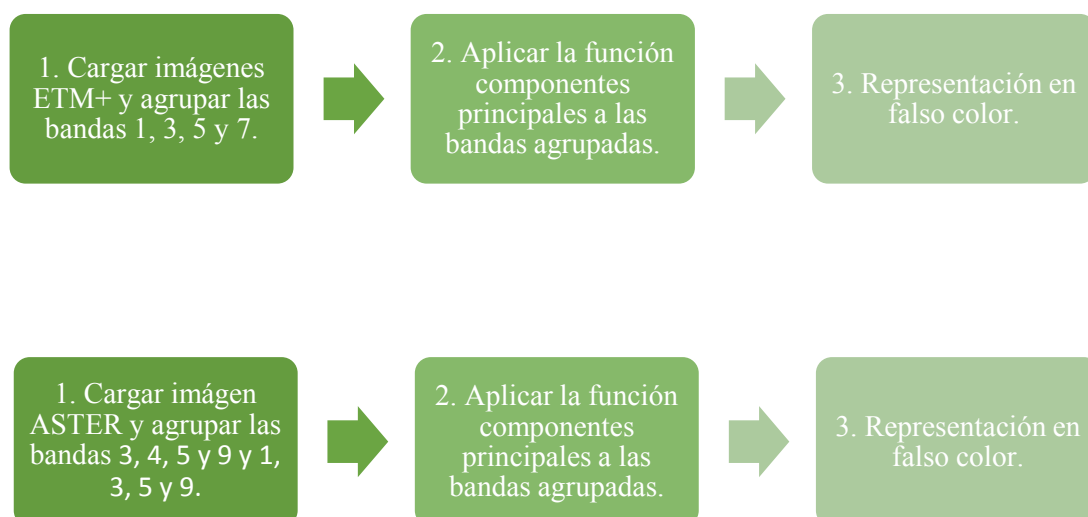 1. Cargar imágenes
ETM+ y agrupar las
bandas 1, 3, 5 y 7.
2. Aplicar la función
componentes
principales a las
bandas agrupadas.
3. Representación en
falso color.
1. Cargar imágen
ASTER y agrupar las
bandas 3, 4, 5 y 9 y 1,
3, 5 y 9.
2. Aplicar la función
componentes
principales a las
bandas agrupadas.
3. Representación en
falso color.